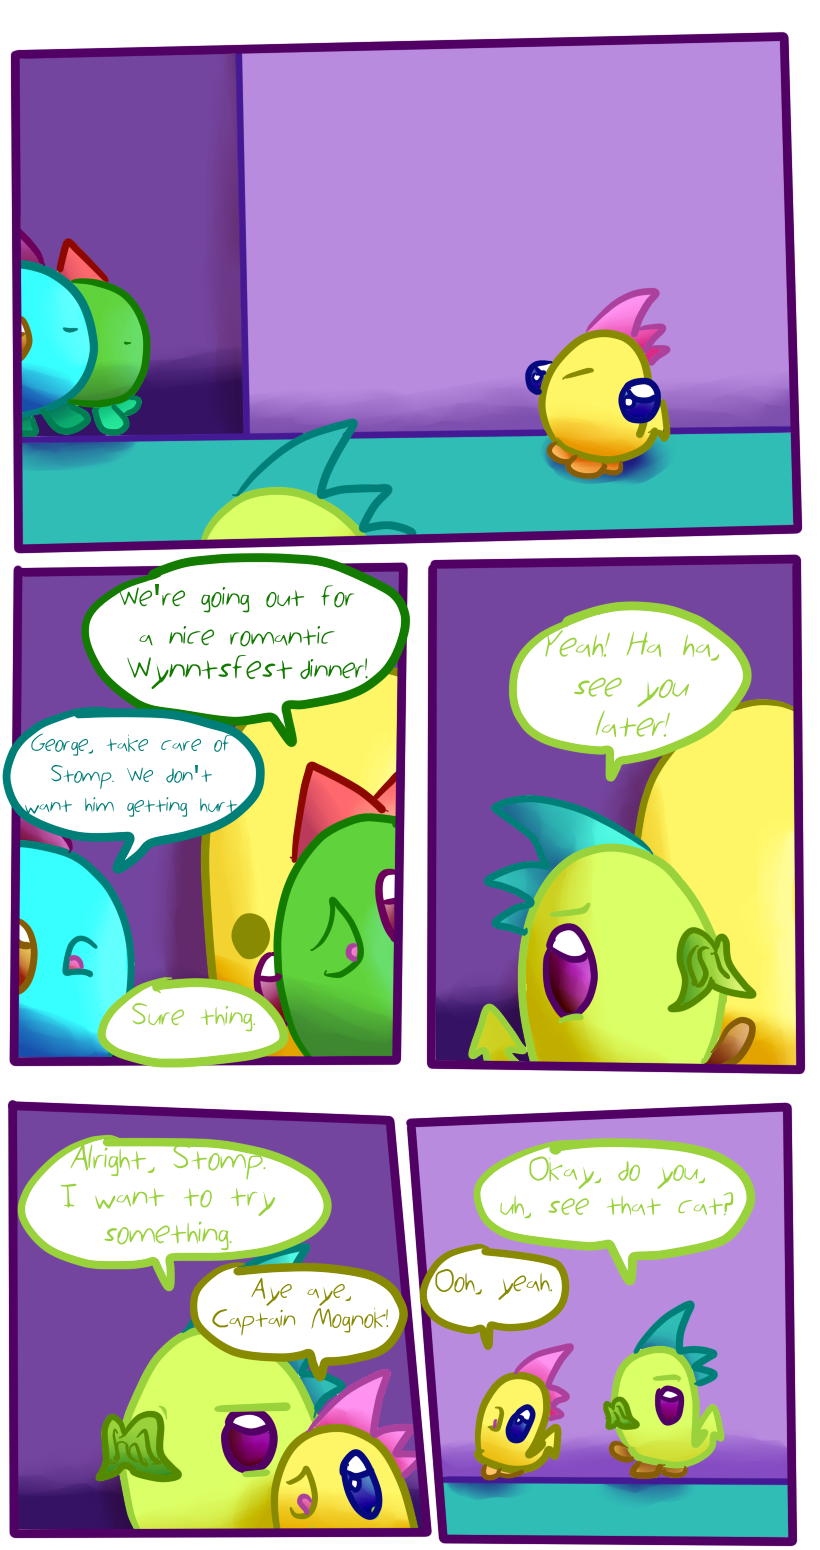 We're going out for
a nice romantic
Wynntsfest dinner!
George, take care of
Stomp. We don't
want him getting hurt
Sure thing.
Yeah! Ha ha,
see you
later!
Alright, Stomp.
I want to try
something.
Aye aye,
Captain Mognok!
Okay, do you,
uh, see that cat?
Ooh, yeah.